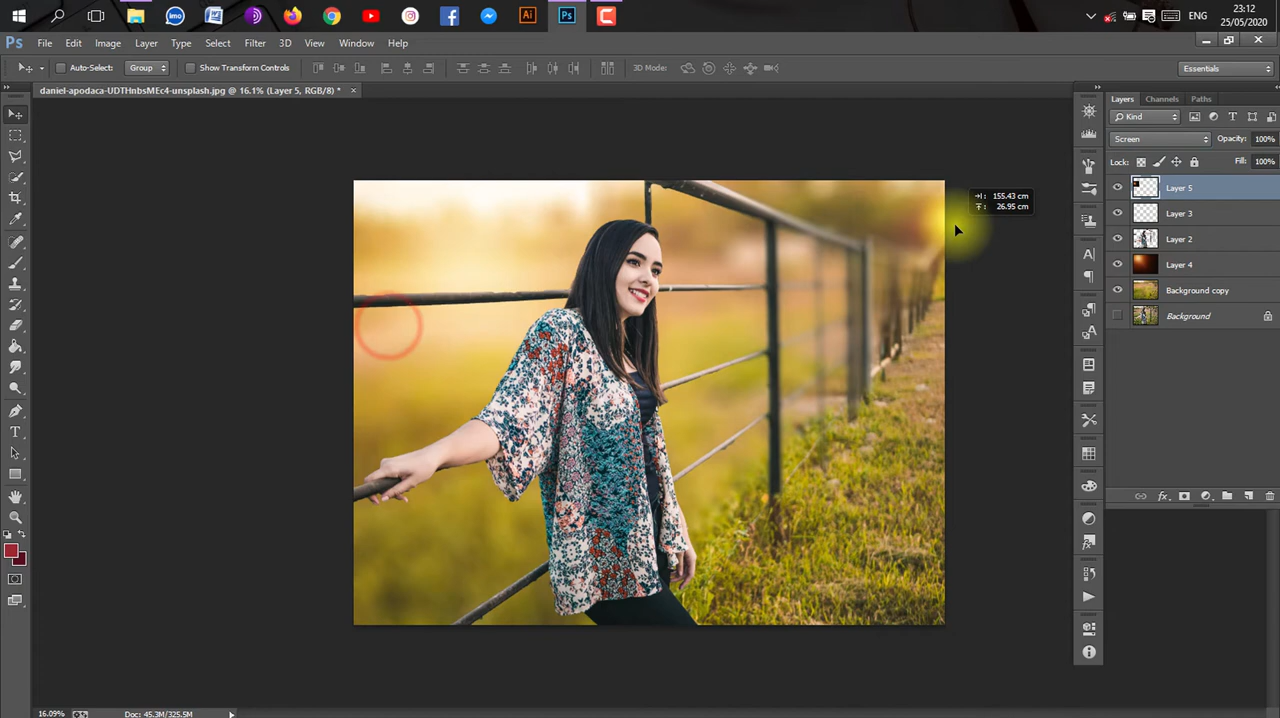 imo
W
f
Ai
Ps
ENG
23:12
25/05/2020
Ps
File Edit Image Layer Type Select Filter 3D View Window Help
Auto-Select: Group Show Transform Controls 3D Mode: Essentials
daniel-apodaca-UDTHnbsMEc4-unsplash.jpg @ 16.1% (Layer 5, RGB/8) *
Layers Channels Paths
Kind
Screen Opacity: 100%
Lock: Fill: 100%
Layer 5
Layer 3
Layer 2
Layer 4
Background copy
Background
155.43 cm
26.95 cm
16.09% Doc: 45.3M/325.5M